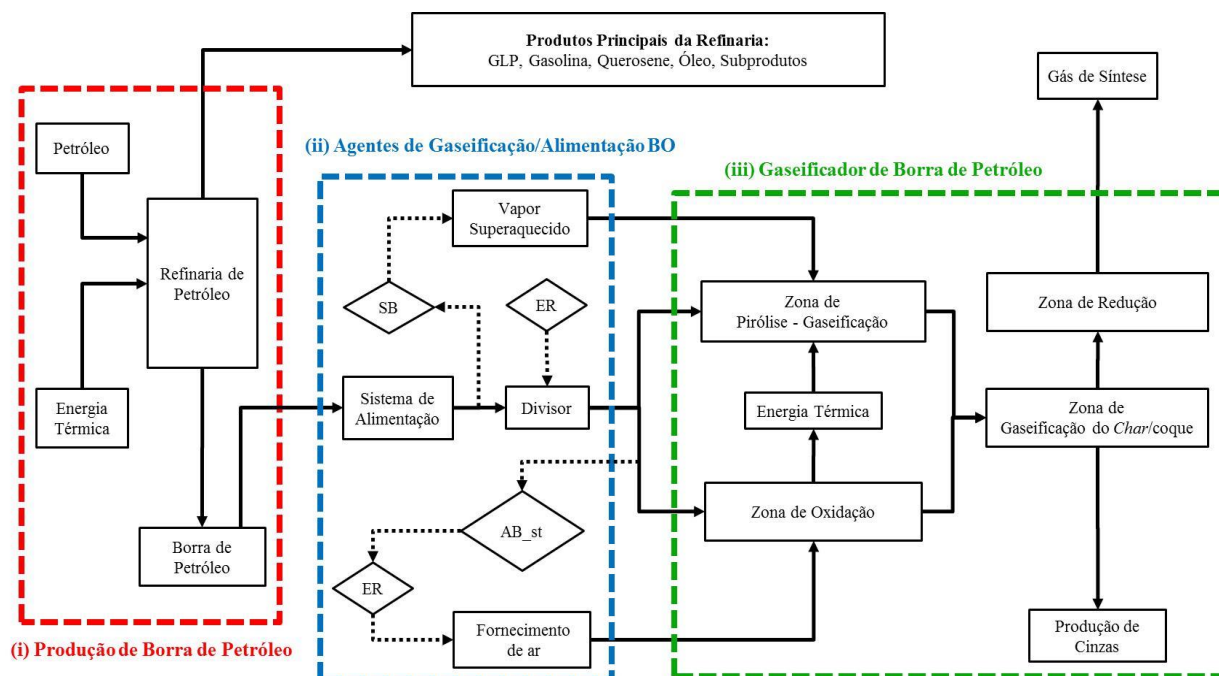 Produtos Principais da Refinaria:
GLP, Gasolina, Querosene, Óleo, Subprodutos
Gás de Síntese
(ii) Agentes de Gaseificação/Alimentação BO
(iii) Gaseificador de Borra de Petróleo
Petróleo
Refinaria de
Petróleo
Energia
Térmica
Borra de
Petróleo
(i) Produção de Borra de Petróleo
Vapor
Superaquecido
SB
ER
Sistema de
Alimentação
Divisor
AB_st
ER
Fornecimento
de ar
Zona de
Pirólise - Gaseificação
Energia Térmica
Zona de Oxidação
Zona de Redução
Zona de
Gaseificação do Char/coque
Produção de
Cinzas